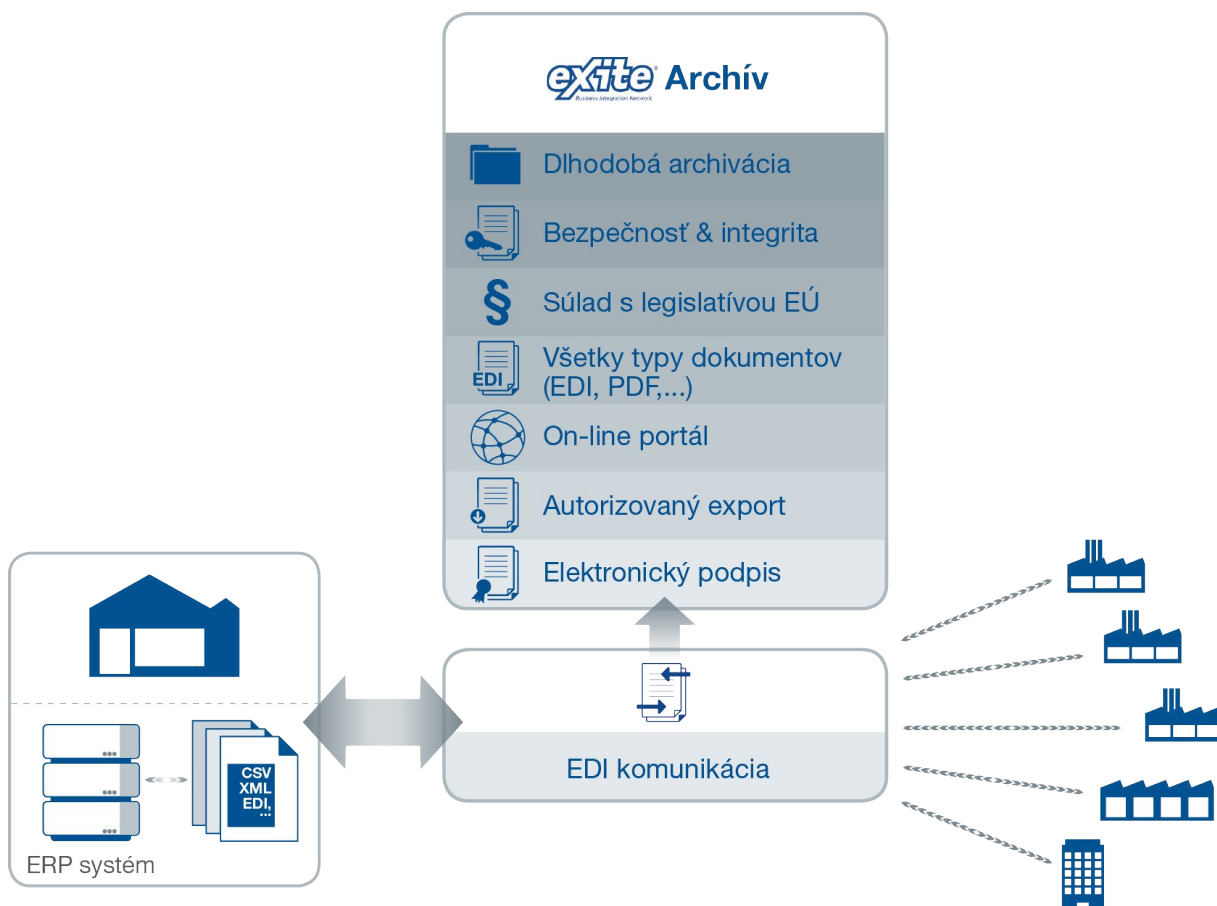 exite Archív
Business Integration Network
Dlhodobá archivácia
Bezpečnosť & integrita
§
Súlad s legislatívou EÚ
Všetky typy dokumentov
(EDI, PDF,...)
EDI
On-line portál
Autorizovaný export
Elektronický podpis
EDI komunikácia
CSV
XML
EDI,
...
ERP systém